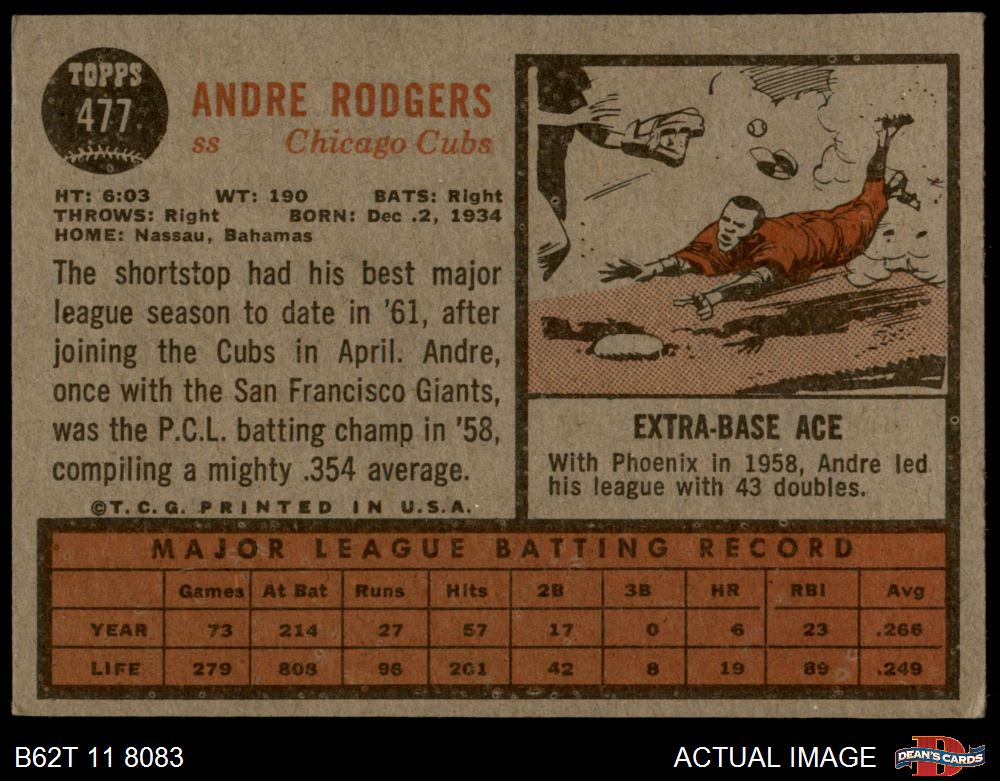 TOPPS
477
ANDRE RODGERS
ss Chicago Cubs
HT: 6:03 WT: 190 BATS: Right
THROWS: Right BORN: Dec .2, 1934
HOME: Nassau, Bahamas
The shortstop had his best major
league season to date in '61, after
joining the Cubs in April. Andre,
once with the San Francisco Giants,
was the P.C.L. batting champ in '58,
compiling a mighty .354 average.
©T.C.G. PRINTED IN U.S.A.
EXTRA-BASE ACE
With Phoenix in 1958, Andre led
his league with 43 doubles.
MAJOR LEAGUE BATTING RECORD
Games At Bat Runs Hits 2B 3B HR RBI Avg
YEAR 73 214 27 57 17 0 6 23 .266
LIFE 279 808 96 201 42 8 19 89 .249
B62T 11 8083
ACTUAL IMAGE
D
DEAN'S CARDS